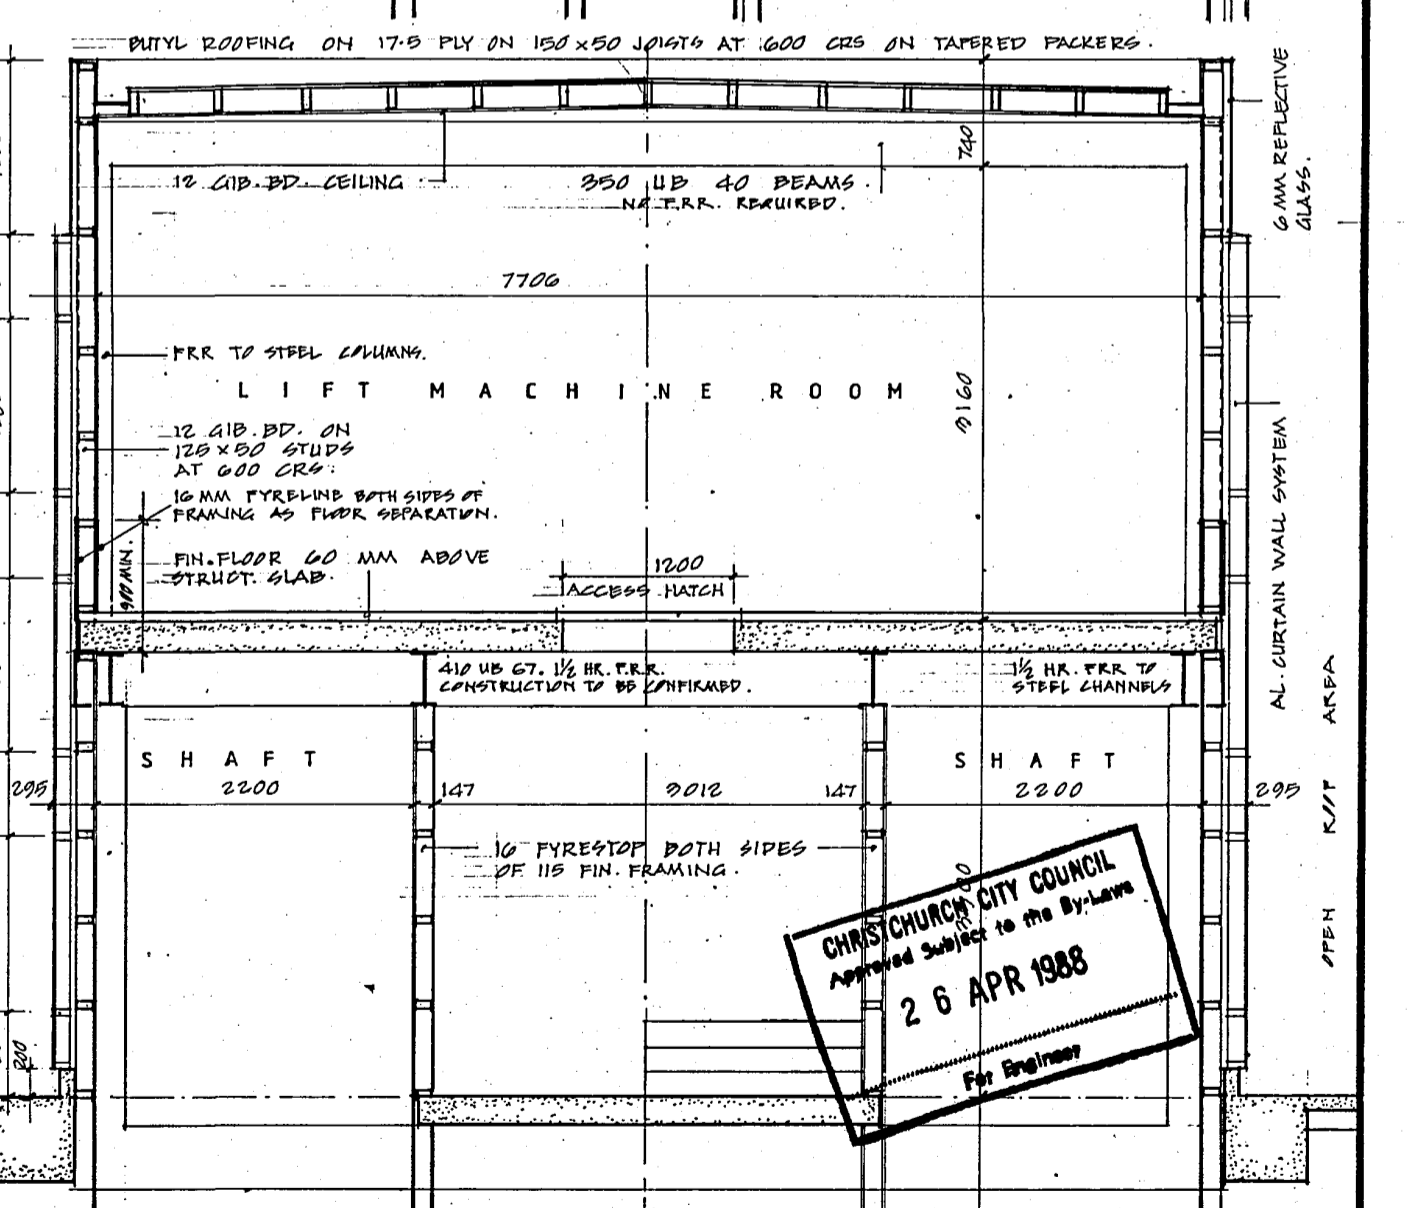 BUTYL ROOFING ON 17.5 PLY ON 150x50 JOISTS AT 600 CRS ON TAPERED PACKERS.
6 MM REFLECTIVE
GLASS.
740
12 GIB.BD. CEILING
350 UB 40 BEAMS.
NO F.R.R. REQUIRED.
7706
FRR TO STEEL COLUMNS.
LIFT MACHINE ROOM
3160
12 GIB.BD. ON
125x50 STUDS
AT 600 CRS.
16 MM FYRELINE BOTH SIDES OF
FRAMING AS FLOOR SEPARATION.
900 MIN.
FIN. FLOOR 60 MM ABOVE
STRUCT. SLAB.
1200
ACCESS HATCH
AL. CURTAIN WALL SYSTEM
410 UB 67. 1½ HR. F.R.R.
CONSTRUCTION TO BE CONFIRMED.
1½ HR. FRR TO
STEEL CHANNELS
OPEN AREA
SHAFT
SHAFT
295
2200
147
3012
147
2200
295
16 FYRESTOP BOTH SIDES
OF 115 FIN. FRAMING.
CHRISTCHURCH CITY COUNCIL
Approved Subject to the By-Laws
26 APR 1988
For Engineer
200